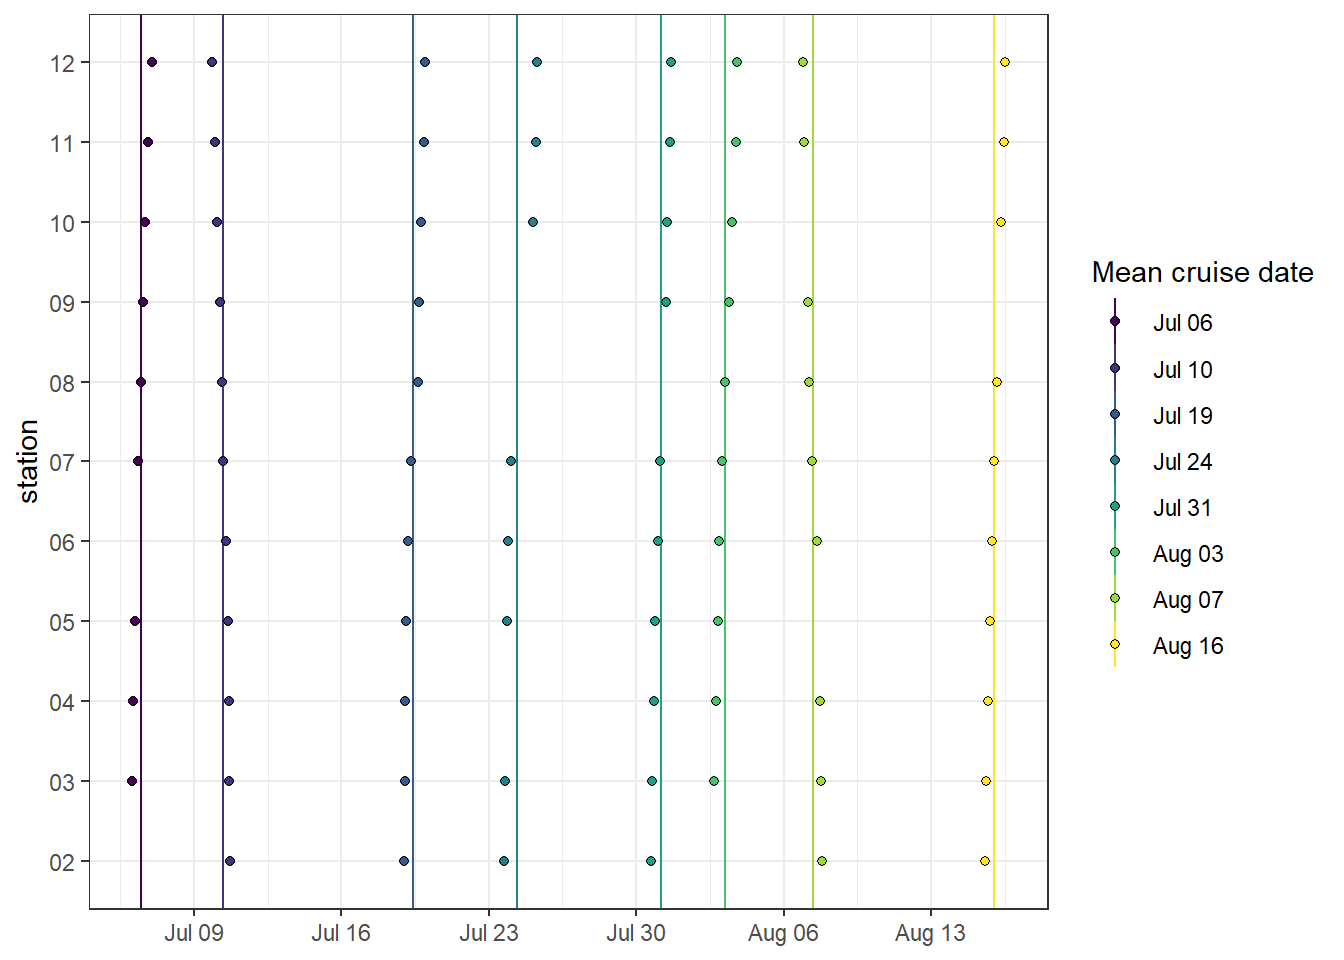 12
11
10
09
08
07
06
05
04
03
02
station
Jul 09
Jul 16
Jul 23
Jul 30
Aug 06
Aug 13
Mean cruise date
Jul 06
Jul 10
Jul 19
Jul 24
Jul 31
Aug 03
Aug 07
Aug 16